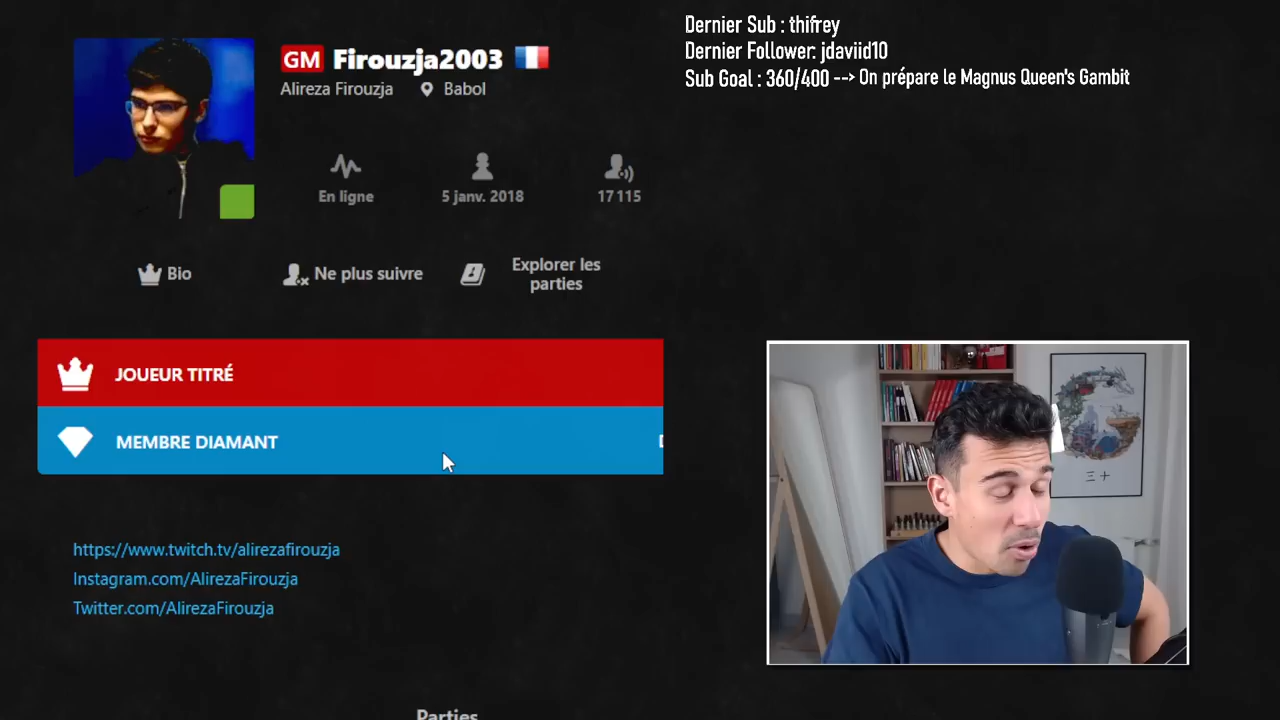 Dernier Sub : thifrey
Dernier Follower: jdaviid10
Sub Goal : 360/400 --> On prépare le Magnus Queen's Gambit
GM Firouzja2003
Alireza Firouzja Babol
En ligne 5 janv. 2018 17 115
Bio Ne plus suivre Explorer les
parties
JOUEUR TITRÉ
MEMBRE DIAMANT
https://www.twitch.tv/alirezafirouzja
Instagram.com/AlirezaFirouzja
Twitter.com/AlirezaFirouzja
Parties
三十